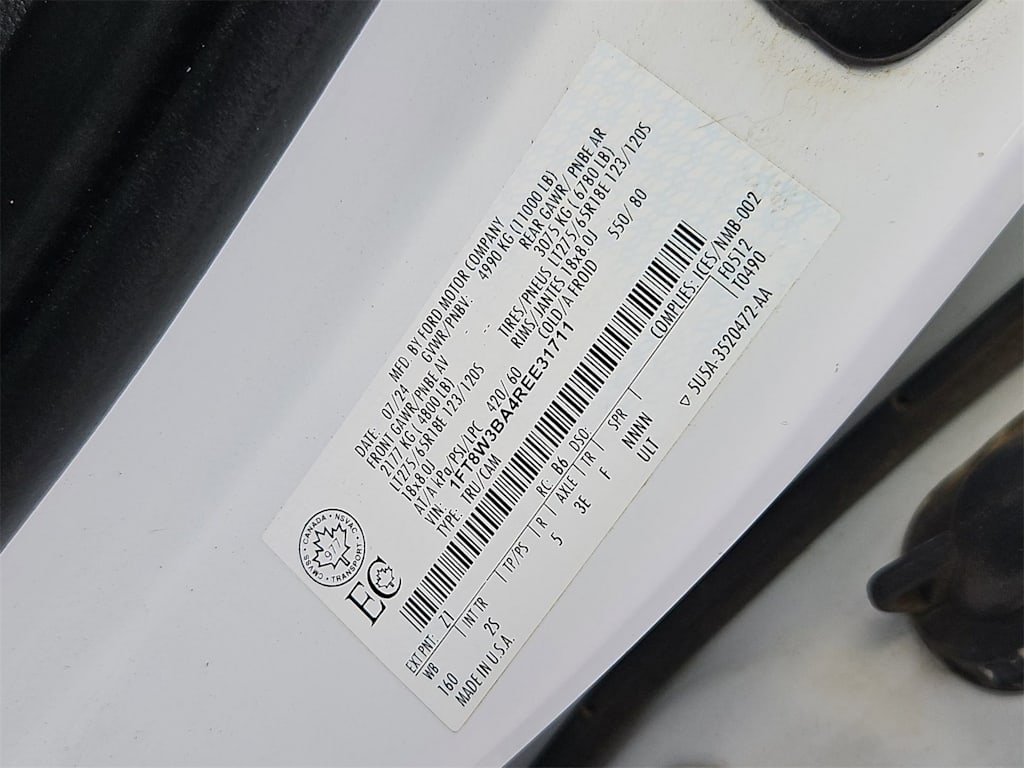 DATE: 07/24 MFD BY FORD MOTOR COMPANY
FRONT GAWR/PNBE AV GVWR/PNBV: 4990 KG (11000 LB)
2177 KG ( 4800 LB) REAR GAWR/ PNBE AR
LT275/65R18E 123/120S 3075 KG ( 6780 LB)
18x8.0J TIRES/PNEUS LT275/65R18E 123/120S
A/A kPa/PSI/LPC 420/ 60 RIMS/JANTES 18x8.0J
COLD/A FROID 550/ 80
VIN: 1FT8W3BA4REE31711
TYPE: TRU/CAM
CANADA • NSVAC • TRANSPORT • CMVSS •
977
EC
COMPLIES: ICES/NMB-002
EXT PNT: Z1 RC: B6 DSO: F0512
WB INT TR TP/PS R AXLE TR SPR T0490
160 2S 5 3E F NNNN
MADE IN U.S.A. ULT
▽ 5U5A-3520472-AA